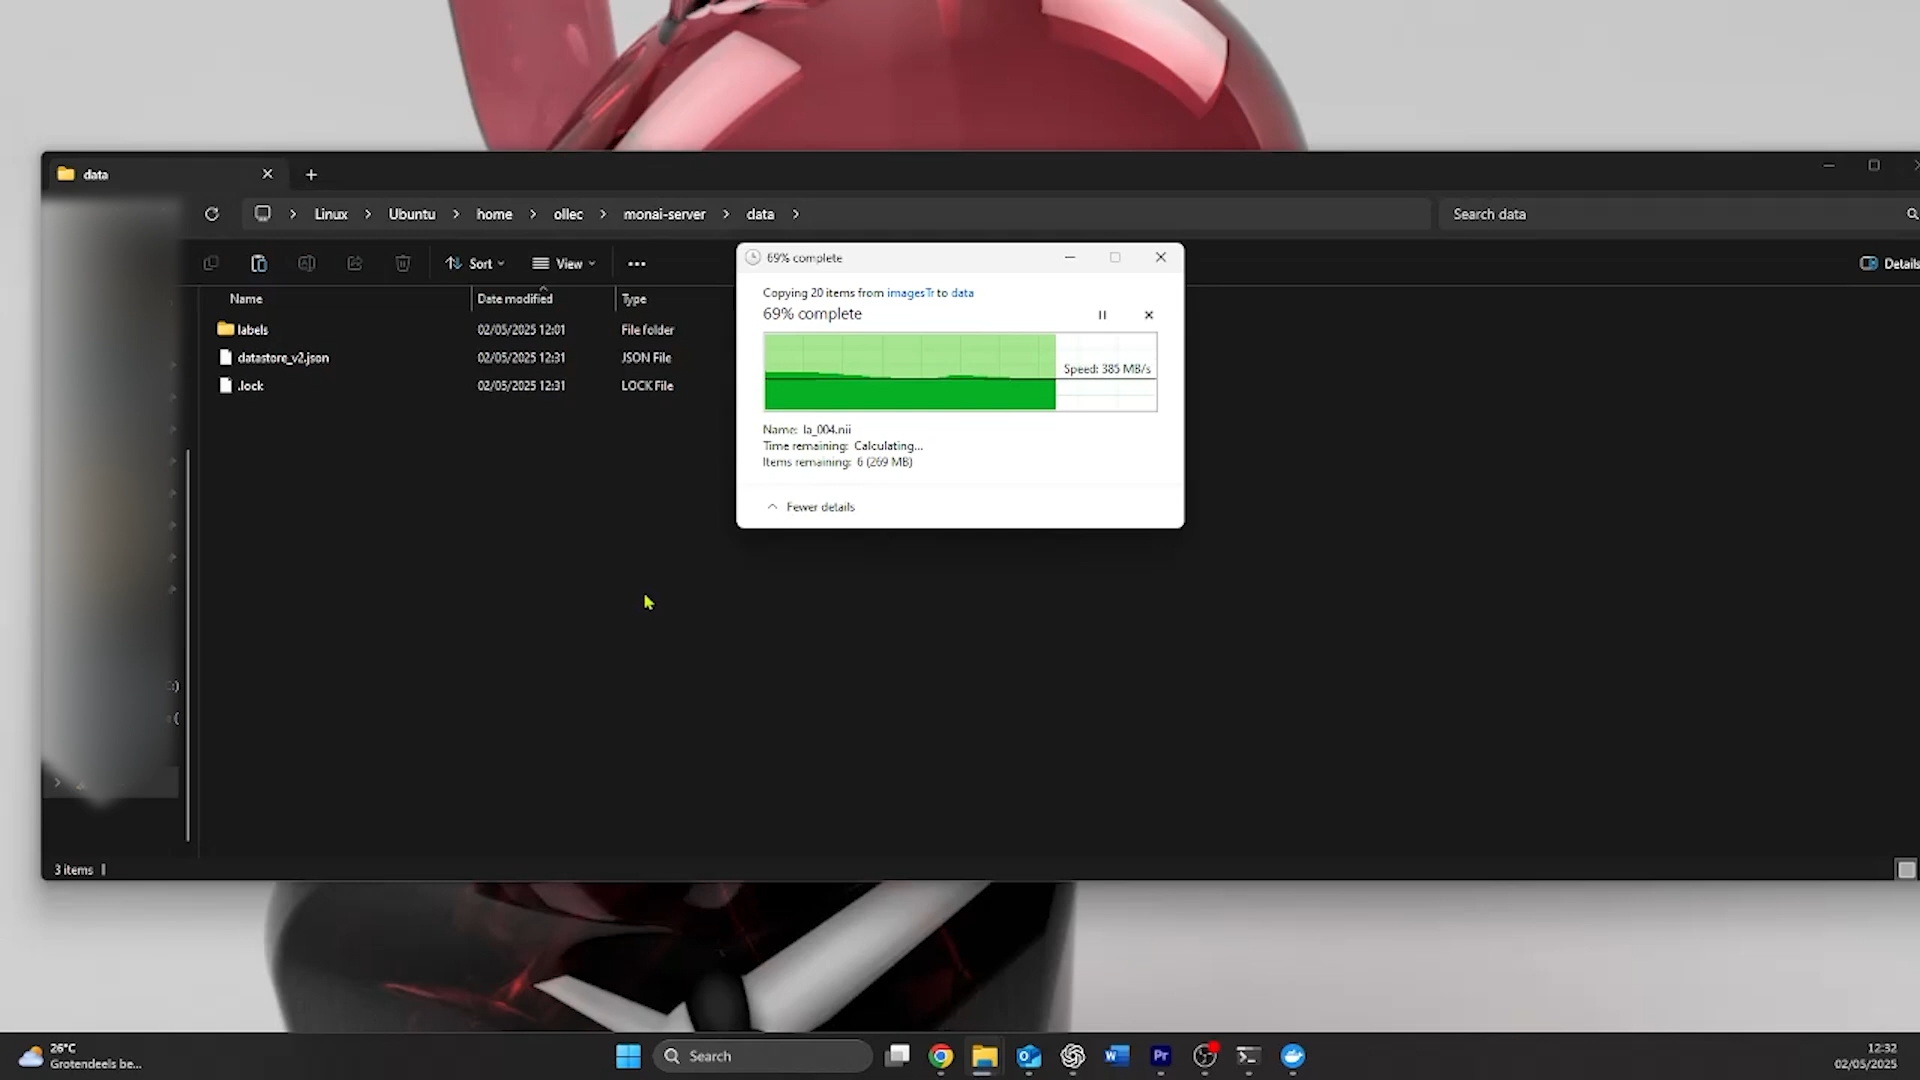 data
Linux
Ubuntu
home
ollec
monai-server
data
Search data
Sort
View
Details
Name
Date modified
Type
labels
02/05/2025 12:01
File folder
datastore_v2.json
02/05/2025 12:31
JSON File
.lock
02/05/2025 12:31
LOCK File
69% complete
Copying 20 items from imagesTr to data
69% complete
Speed: 385 MB/s
Name: la_004.nii
Time remaining: Calculating...
Items remaining: 6 (269 MB)
Fewer details
:)
(
3 items
26°C
Grotendeels be...
Search
W
Pr
12:32
02/05/2025